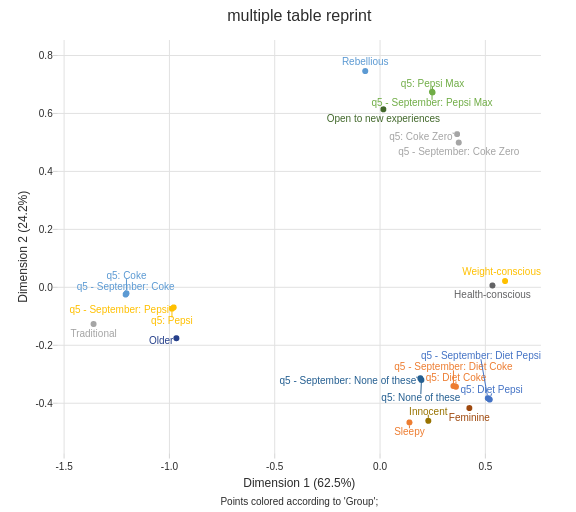 multiple table reprint
0.8
0.6
0.4
0.2
0.0
-0.2
-0.4
Dimension 2 (24.2%)
Rebellious
q5: Pepsi Max
q5 - September: Pepsi Max
Open to new experiences
q5: Coke Zero
q5 - September: Coke Zero
Weight-conscious
q5: Coke
q5 - September: Coke
Health-conscious
q5 - September: Pepsi
q5: Pepsi
Traditional
Older
q5 - September: Diet Pepsi
q5 - September: Diet Coke
q5 - September: None of these
q5: Diet Coke
q5: Diet Pepsi
q5: None of these
Innocent
Feminine
Sleepy
-1.5 -1.0 -0.5 0.0 0.5
Dimension 1 (62.5%)
Points colored according to 'Group';